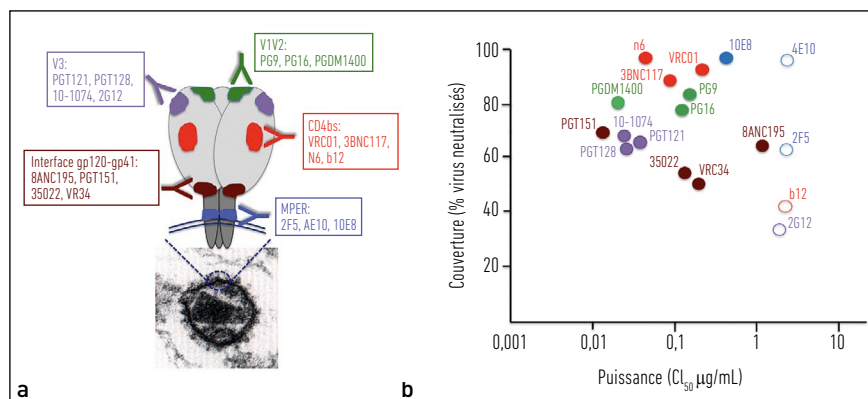 V1V2:
PG9, PG16, PGDM1400
V3:
PGT121, PGT128,
10-1074, 2G12
CD4bs:
VRC01, 3BNC117,
N6, b12
Interface gp120-gp41:
8ANC195, PGT151,
35O22, VR34
MPER:
2F5, AE10, 10E8
a
Couverture (% virus neutralisés)
100
80
60
40
20
0,001
0,01
0,1
1
10
Puissance (CI50 µg/mL)
n6
VRC01
10E8
4E10
3BNC117
PGDM1400
PG9
PG16
PGT151
10-1074
PGT121
PGT128
8ANC195
2F5
35O22
VRC34
b12
2G12
b